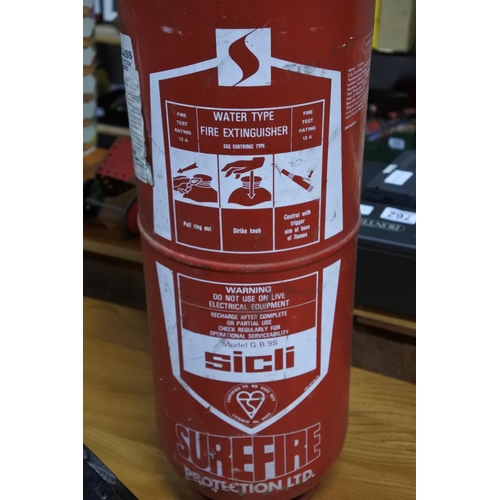 WATER TYPE
FIRE EXTINGUISHER
GAS CARTRIDGE TYPE
FIRE
TEST
RATING
13 A
FIRE
TEST
RATING
13 A
Pull ring out
Strike knob
Control with
trigger
aim at base
of flames
WARNING
DO NOT USE ON LIVE
ELECTRICAL EQUIPMENT
RECHARGE AFTER COMPLETE
OR PARTIAL USE
CHECK REGULARLY FOR
OPERATIONAL SERVICEABILITY
Model G.B 9S
sicli
SUREFIRE
PROTECTION LTD.
762